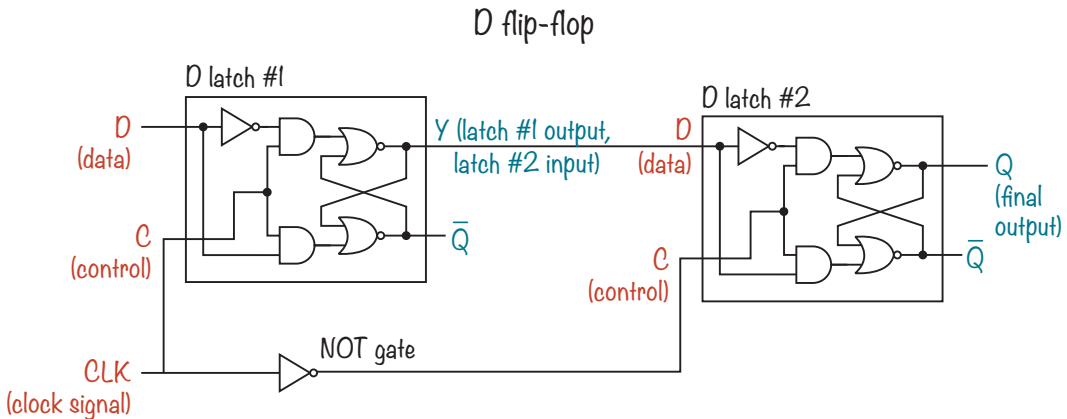 D flip-flop
D latch #1
D
(data)
C
(control)
Y (latch #1 output,
latch #2 input)
Q̅
D latch #2
D
(data)
C
(control)
Q
(final
output)
Q̅
NOT gate
CLK
(clock signal)